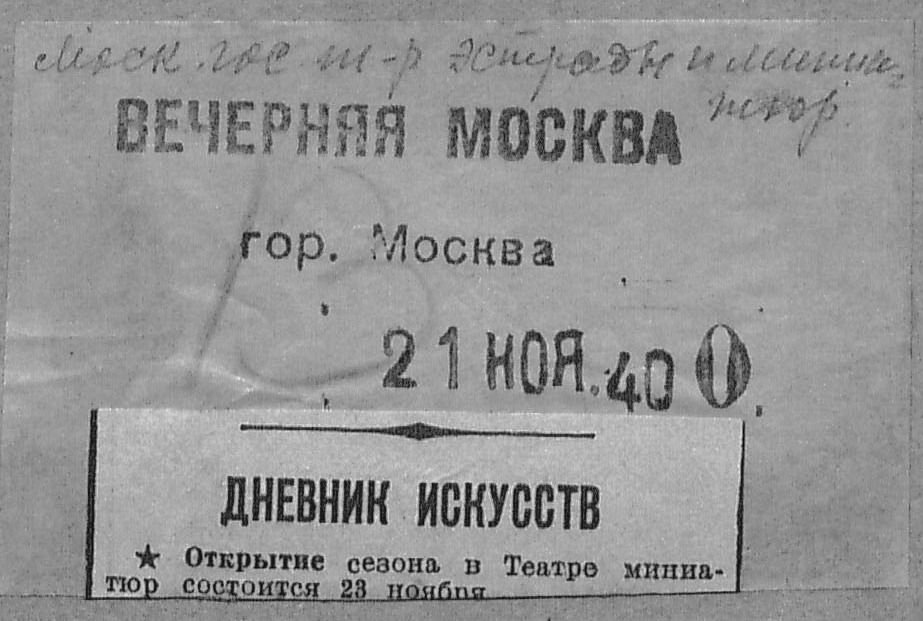 Моск гос т-р эстрады и миниа-
тюр.
ВЕЧЕРНЯЯ МОСКВА
гор. Москва
21 НОЯ. 40 0
ДНЕВНИК ИСКУССТВ
★ Открытие сезона в Театре миниа-
тюр состоится 23 ноября